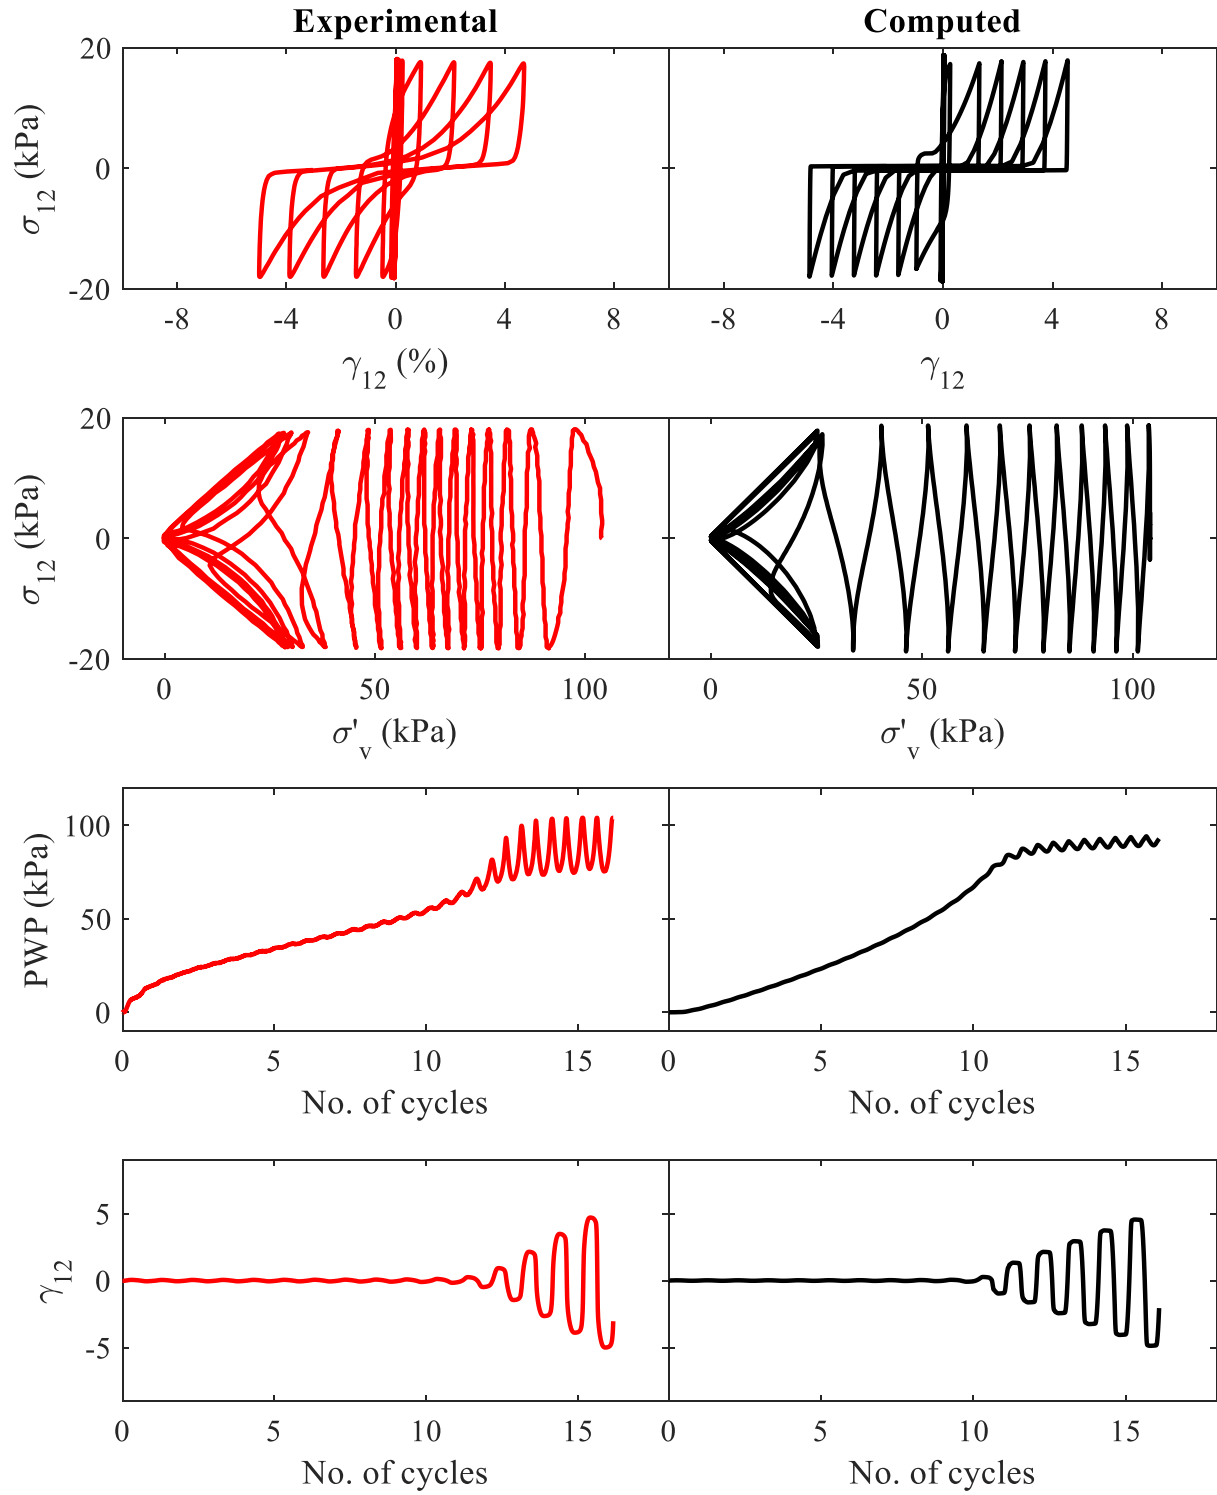 Experimental Computed
20
0
-20
σ12 (kPa)
-8 -4 0 4 8 -8 -4 0 4 8
γ12 (%) γ12
20
0
-20
σ12 (kPa)
0 50 100 0 50 100
σ'v (kPa) σ'v (kPa)
100
50
0
PWP (kPa)
0 5 10 15 0 5 10 15
No. of cycles No. of cycles
5
0
-5
γ12
0 5 10 15 0 5 10 15
No. of cycles No. of cycles